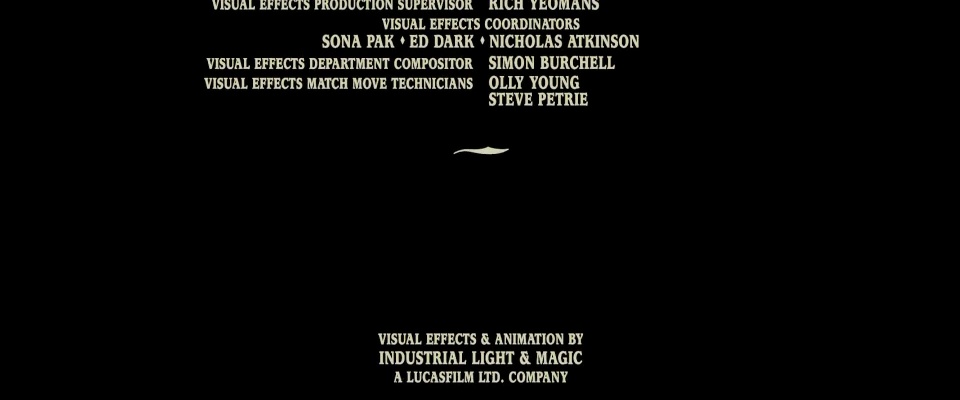 VISUAL EFFECTS PRODUCTION SUPERVISOR RICH YEOMANS
VISUAL EFFECTS COORDINATORS
SONA PAK ♦ ED DARK ♦ NICHOLAS ATKINSON
VISUAL EFFECTS DEPARTMENT COMPOSITOR SIMON BURCHELL
VISUAL EFFECTS MATCH MOVE TECHNICIANS OLLY YOUNG
STEVE PETRIE
VISUAL EFFECTS & ANIMATION BY
INDUSTRIAL LIGHT & MAGIC
A LUCASFILM LTD. COMPANY